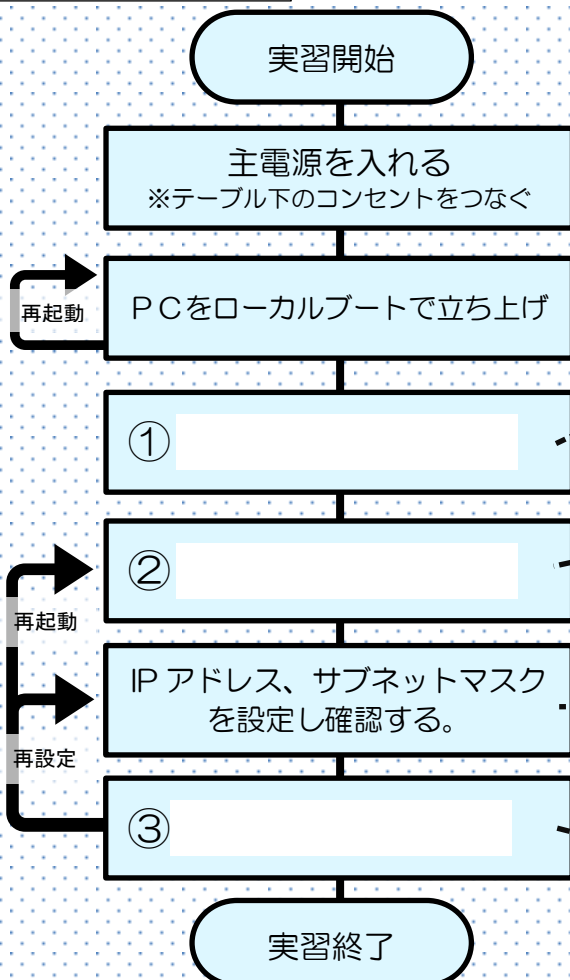 実習開始
主電源を入れる
※テーブル下のコンセントをつなぐ
再起動
ＰＣをローカルブートで立ち上げ
①
②
再起動
IP アドレス、サブネットマスク
を設定し確認する。
再設定
③
実習終了